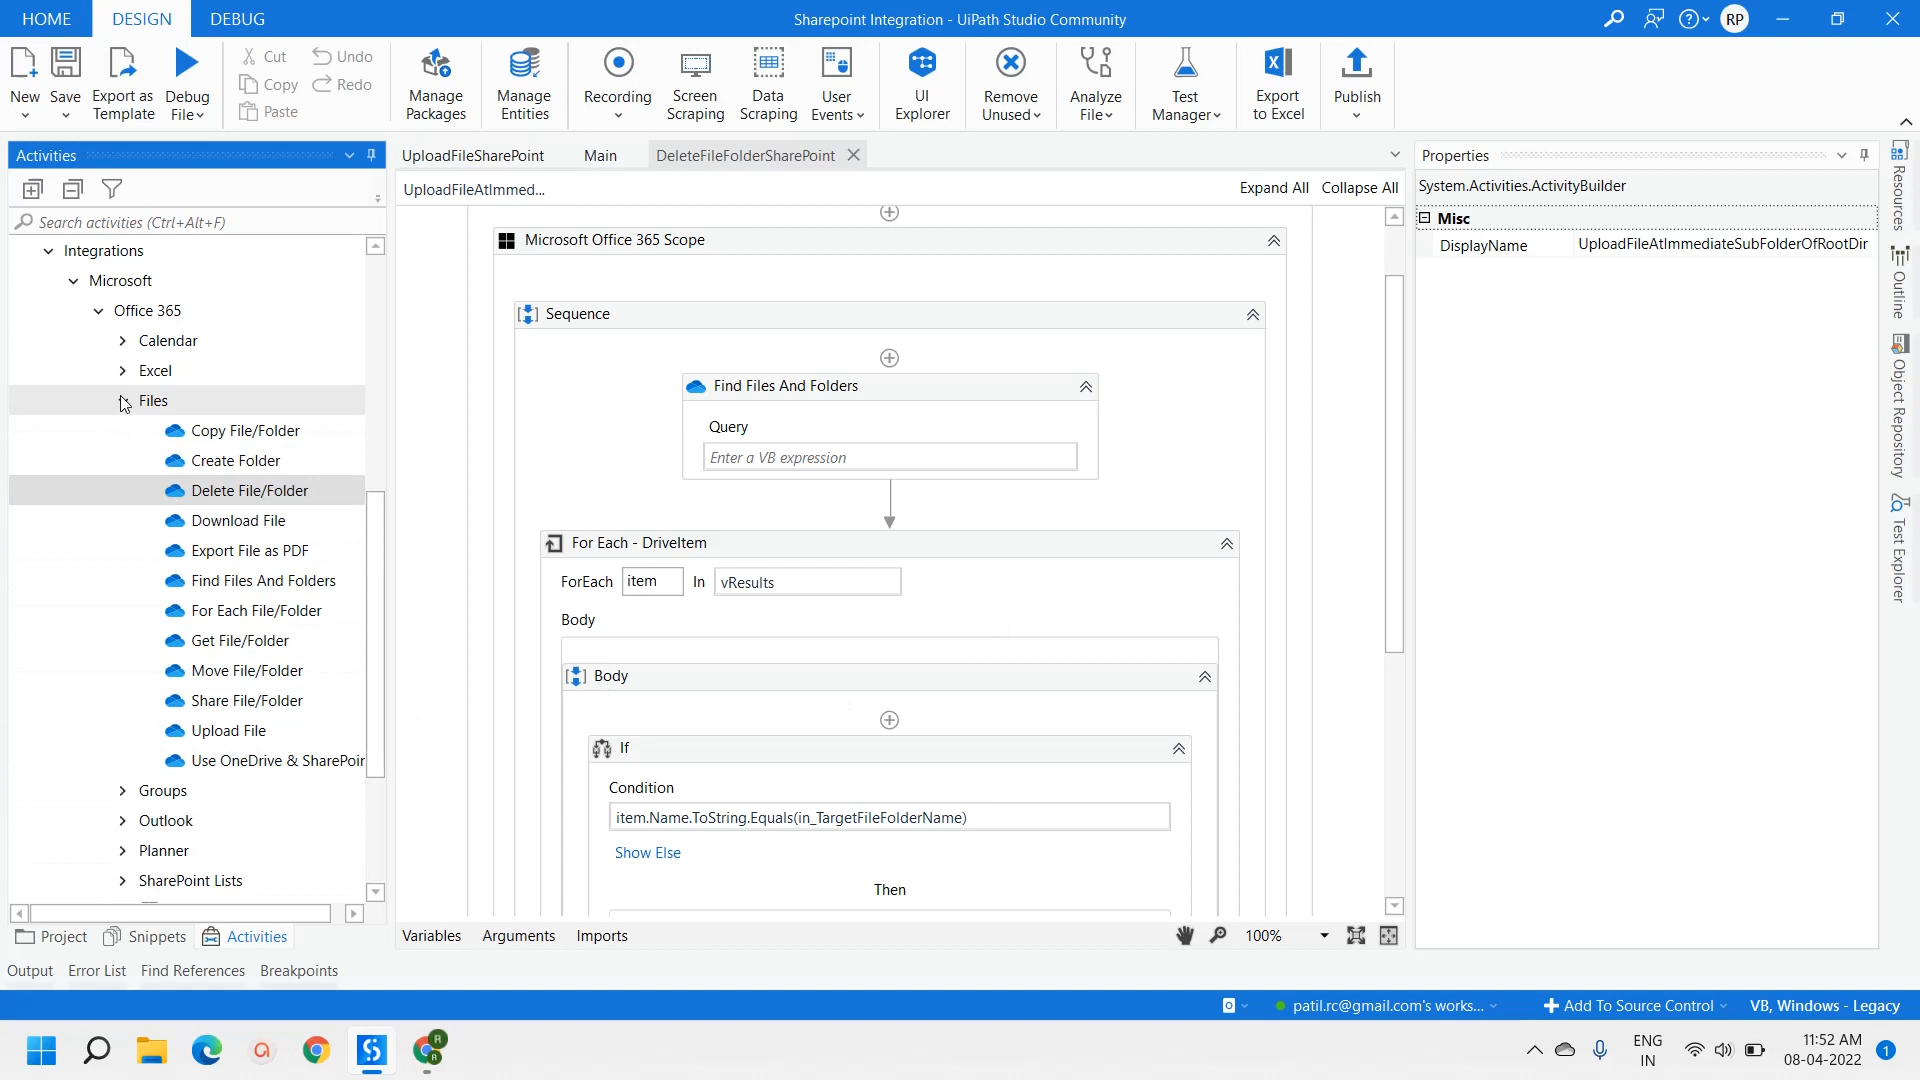 HOME
DESIGN
DEBUG
Sharepoint Integration - UiPath Studio Community
RP
New
Save
Export as
Template
Debug
File
Cut
Copy
Paste
Undo
Redo
Manage
Packages
Manage
Entities
Recording
Screen
Scraping
Data
Scraping
User
Events
UI
Explorer
Remove
Unused
Analyze
File
Test
Manager
Export
to Excel
Publish
Activities
Search activities (Ctrl+Alt+F)
Integrations
Microsoft
Office 365
Calendar
Excel
Files
Copy File/Folder
Create Folder
Delete File/Folder
Download File
Export File as PDF
Find Files And Folders
For Each File/Folder
Get File/Folder
Move File/Folder
Share File/Folder
Upload File
Use OneDrive & SharePoin
Groups
Outlook
Planner
SharePoint Lists
Project
Snippets
Activities
UploadFileSharePoint
Main
DeleteFileFolderSharePoint
UploadFileAtImmed...
Expand All
Collapse All
Microsoft Office 365 Scope
Sequence
Find Files And Folders
Query
Enter a VB expression
For Each - DriveItem
ForEach item In vResults
Body
Body
If
Condition
item.Name.ToString.Equals(in_TargetFileFolderName)
Show Else
Then
Variables
Arguments
Imports
100%
Properties
System.Activities.ActivityBuilder
Misc
DisplayName
UploadFileAtImmediateSubFolderOfRootDir
Resources
Outline
Object Repository
Test Explorer
Output
Error List
Find References
Breakpoints
patil.rc@gmail.com's works...
Add To Source Control
VB, Windows - Legacy
ENG
IN
11:52 AM
08-04-2022
1